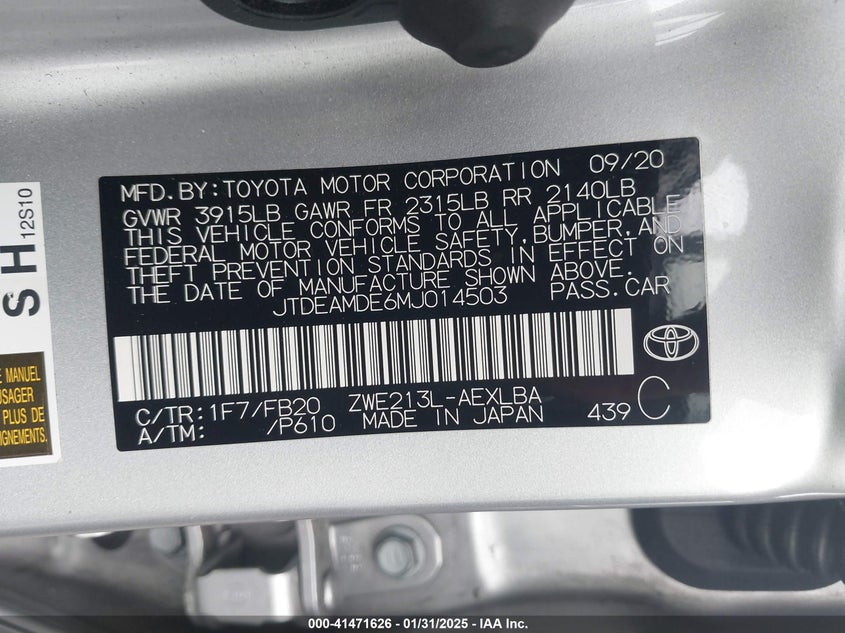 MFD.BY:TOYOTA MOTOR CORPORATION 09/20
GVWR 3915LB GAWR FR 2315LB RR 2140LB
THIS VEHICLE CONFORMS TO ALL APPLICABLE
FEDERAL MOTOR VEHICLE SAFETY,BUMPER,AND
THEFT PREVENTION STANDARDS IN EFFECT ON
THE DATE OF MANUFACTURE SHOWN ABOVE.
JTDEAMDE6MJ014503 PASS.CAR
C/TR:1F7/FB20 ZWE213L-AEXLBA
A/TM: /P610 MADE IN JAPAN 439 C
SH 12S10
MANUEL
USAGER
PLUS DE
000-41471626 - 01/31/2025 - IAA Inc.